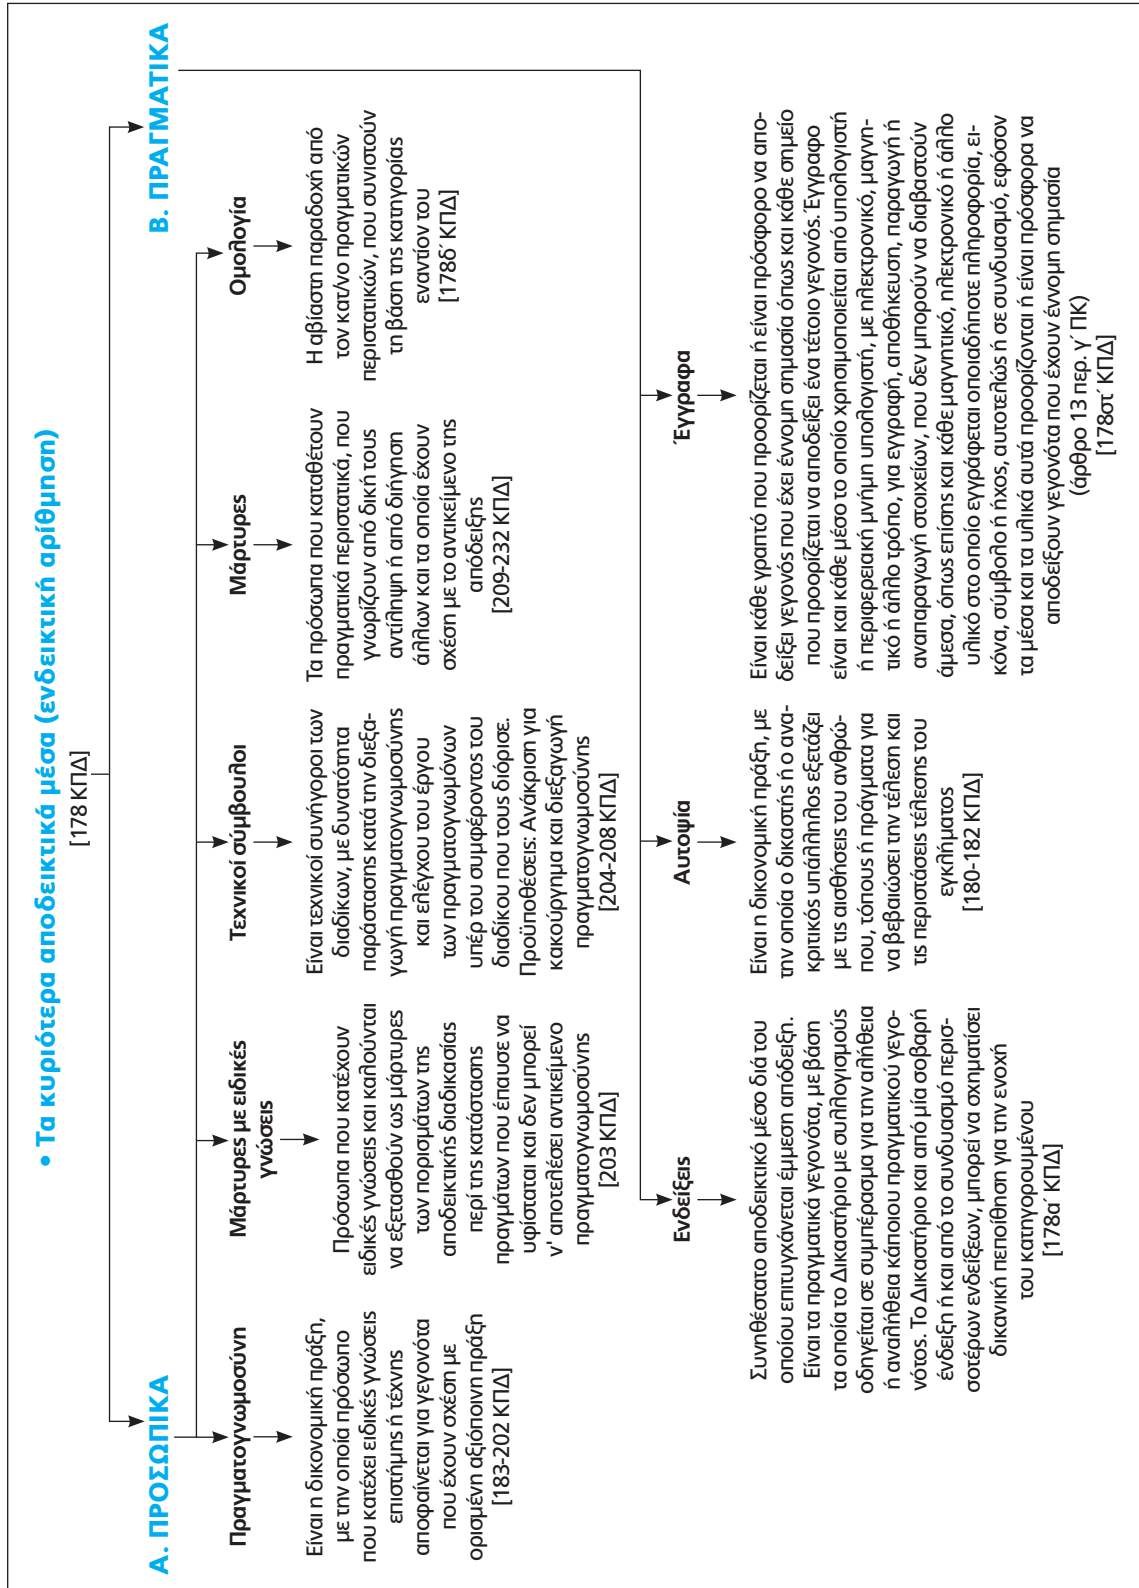 • Τα κυριότερα αποδεικτικά μέσα (ενδεικτική αρίθμηση)
[178 ΚΠΔ]
Α. ΠΡΟΣΩΠΙΚΑ
Β. ΠΡΑΓΜΑΤΙΚΑ
Πραγματογνωμοσύνη
Είναι η δικονομική πράξη,
με την οποία πρόσωπο
που κατέχει ειδικές γνώσεις
επιστήμης ή τέχνης
αποφαίνεται για γεγονότα
που έχουν σχέση με
ορισμένη αξιόποινη πράξη
[183-202 ΚΠΔ]
Μάρτυρες με ειδικές
γνώσεις
Πρόσωπα που κατέχουν
ειδικές γνώσεις και καλούνται
να εξετασθούν ως μάρτυρες
των πορισμάτων της
αποδεικτικής διαδικασίας
περί της κατάστασης
πραγμάτων που έπαυσε να
υφίσταται και δεν μπορεί
ν' αποτελέσει αντικείμενο
πραγματογνωμοσύνης
[203 ΚΠΔ]
Τεχνικοί σύμβουλοι
Είναι τεχνικοί συνήγοροι των
διαδίκων, με δυνατότητα
παράστασης κατά την διεξα-
γωγή πραγματογνωμοσύνης
και ελέγχου του έργου
των πραγματογνωμόνων
υπέρ του συμφέροντος του
διαδίκου που τους διόρισε.
Προϋποθέσεις: Ανάκριση για
κακούργημα και διεξαγωγή
πραγματογνωμοσύνης
[204-208 ΚΠΔ]
Μάρτυρες
Τα πρόσωπα που καταθέτουν
πραγματικά περιστατικά, που
γνωρίζουν από δική τους
αντίληψη ή από διήγηση
άλλων και τα οποία έχουν
σχέση με το αντικείμενο της
απόδειξης
[209-232 ΚΠΔ]
Ομολογία
Η αβίαστη παραδοχή από
τον κατ/νο πραγματικών
περιστατικών, που συνιστούν
τη βάση της κατηγορίας
εναντίον του
[178δ΄ ΚΠΔ]
Ενδείξεις
Συνηθέστατο αποδεικτικό μέσο διά του
οποίου επιτυγχάνεται έμμεση απόδειξη.
Είναι τα πραγματικά γεγονότα, με βάση
τα οποία το Δικαστήριο με συλλογισμούς
οδηγείται σε συμπέρασμα για την αλήθεια
ή αναλήθεια κάποιου πραγματικού γεγο-
νότος. Το Δικαστήριο και από μία σοβαρή
ένδειξη ή και από το συνδυασμό περισ-
σοτέρων ενδείξεων, μπορεί να σχηματίσει
δικανική πεποίθηση για την ενοχή
του κατηγορουμένου
[178α΄ ΚΠΔ]
Αυτοψία
Είναι η δικονομική πράξη, με
την οποία ο δικαστής ή ο ανα-
κριτικός υπάλληλος εξετάζει
με τις αισθήσεις του ανθρώ-
που, τόπους ή πράγματα για
να βεβαιώσει την τέλεση και
τις περιστάσεις τέλεσης του
εγκλήματος
[180-182 ΚΠΔ]
Έγγραφα
Είναι κάθε γραπτό που προορίζεται ή είναι πρόσφορο να απο-
δείξει γεγονός που έχει έννομη σημασία όπως και κάθε σημείο
που προορίζεται να αποδείξει ένα τέτοιο γεγονός. Έγγραφο
είναι και κάθε μέσο το οποίο χρησιμοποιείται από υπολογιστή
ή περιφερειακή μνήμη υπολογιστή, με ηλεκτρονικό, μαγνη-
τικό ή άλλο τρόπο, για εγγραφή, αποθήκευση, παραγωγή ή
αναπαραγωγή στοιχείων, που δεν μπορούν να διαβαστούν
άμεσα, όπως επίσης και κάθε μαγνητικό, ηλεκτρονικό ή άλλο
υλικό στο οποίο εγγράφεται οποιαδήποτε πληροφορία, ει-
κόνα, σύμβολο ή ήχος, αυτοτελώς ή σε συνδυασμό, εφόσον
τα μέσα και τα υλικά αυτά προορίζονται ή είναι πρόσφορα να
αποδείξουν γεγονότα που έχουν έννομη σημασία
(άρθρο 13 περ. γ΄ ΠΚ)
[178στ΄ ΚΠΔ]